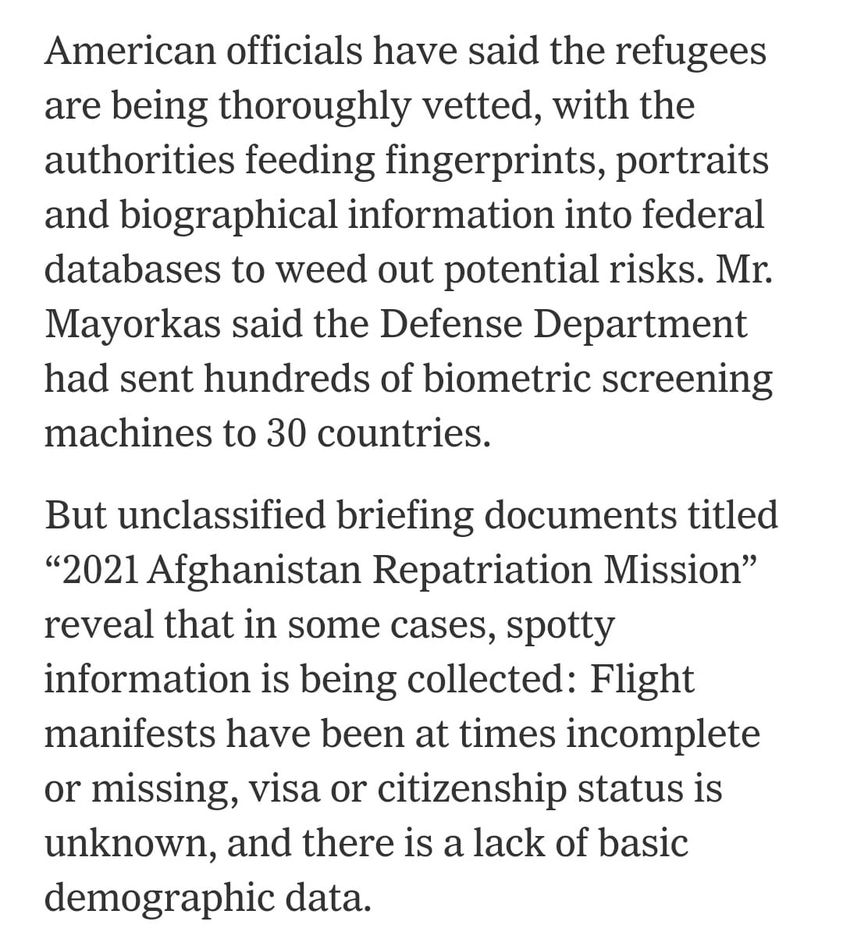 American officials have said the refugees
are being thoroughly vetted, with the
authorities feeding fingerprints, portraits
and biographical information into federal
databases to weed out potential risks. Mr.
Mayorkas said the Defense Department
had sent hundreds of biometric screening
machines to 30 countries.
But unclassified briefing documents titled
“2021 Afghanistan Repatriation Mission”
reveal that in some cases, spotty
information is being collected: Flight
manifests have been at times incomplete
or missing, visa or citizenship status is
unknown, and there is a lack of basic
demographic data.